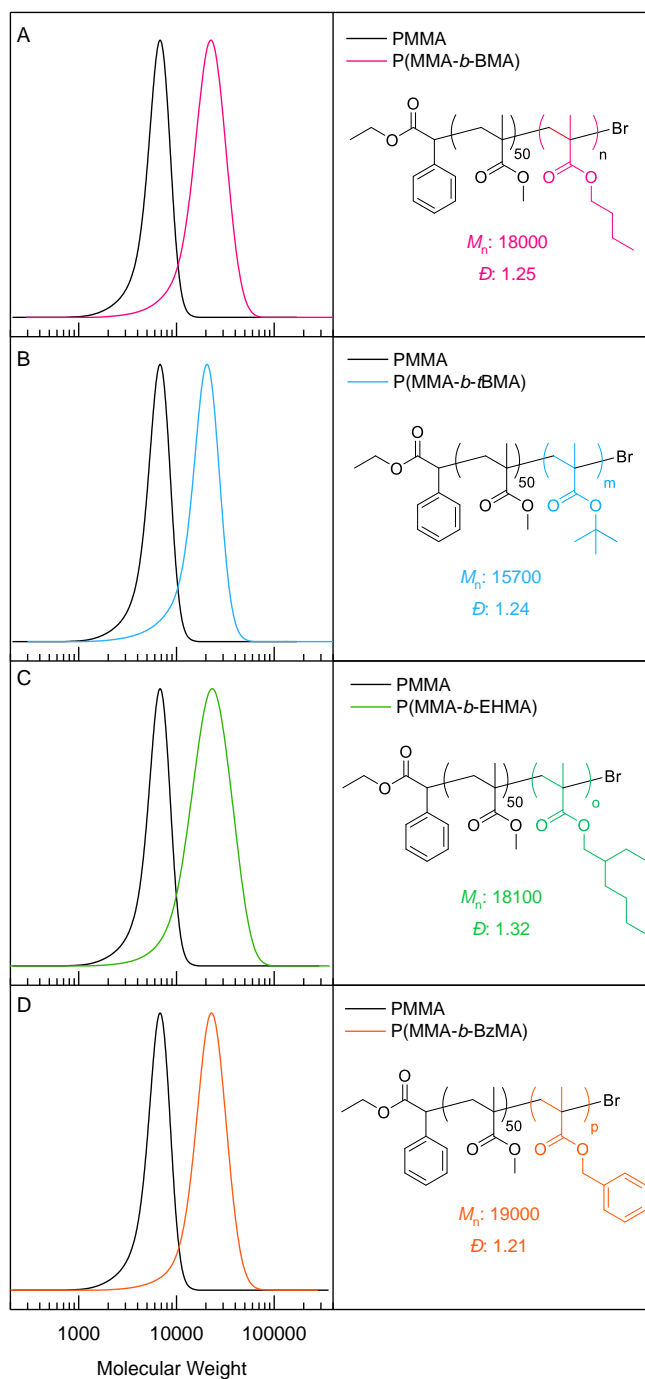 A
PMMA
P(MMA-b-BMA)
O
O
50
n
Br
O
O
O
O
Mn: 18000
Đ: 1.25
B
PMMA
P(MMA-b-tBMA)
O
O
50
m
Br
O
O
O
O
Mn: 15700
Đ: 1.24
C
PMMA
P(MMA-b-EHMA)
O
O
50
o
Br
O
O
O
O
Mn: 18100
Đ: 1.32
D
PMMA
P(MMA-b-BzMA)
O
O
50
p
Br
O
O
O
O
Mn: 19000
Đ: 1.21
1000 10000 100000
Molecular Weight